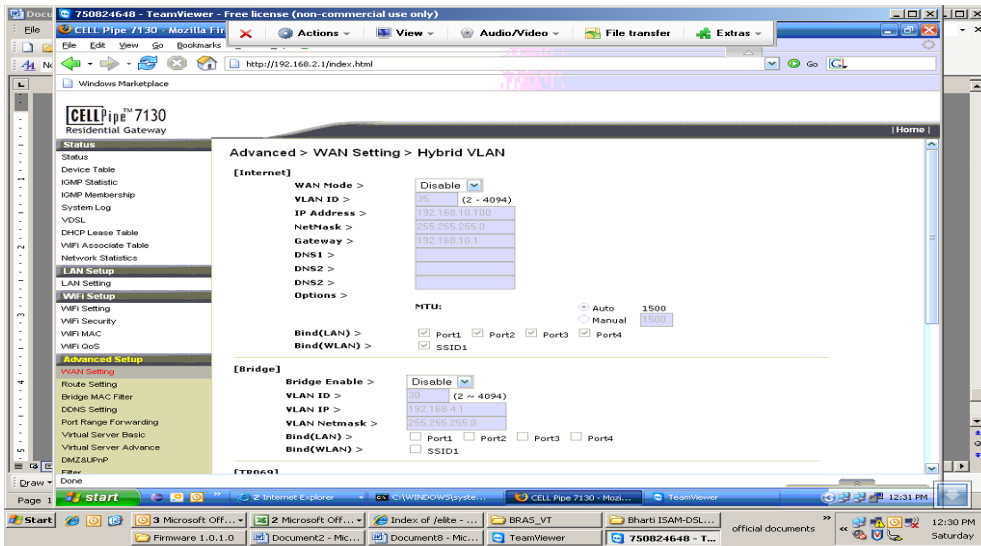 Docu
750824648 - TeamViewer - Free license (non-commercial use only)
File
CELL Pipe 7130 - Mozilla Fir
Actions
View
Audio/Video
File transfer
Extras
File Edit View Go Bookmarks
http://192.168.2.1/index.html
Go
Windows Marketplace
CELLPipe™ 7130
Residential Gateway
| Home |
Status
Status
Device Table
IGMP Statistic
IGMP Membership
System Log
VDSL
DHCP Lease Table
WiFi Associate Table
Network Statistics
LAN Setup
LAN Setting
WiFi Setup
WiFi Setting
WiFi Security
WiFi MAC
WiFi QoS
Advanced Setup
WAN Setting
Route Setting
Bridge MAC Filter
DDNS Setting
Port Range Forwarding
Virtual Server Basic
Virtual Server Advance
DMZ&UPnP
Filter
Advanced > WAN Setting > Hybrid VLAN
[Internet]
WAN Mode > Disable
VLAN ID > 35 (2 - 4094)
IP Address > 192.168.10.100
NetMask > 255.255.255.0
Gateway > 192.168.10.1
DNS1 >
DNS2 >
DNS2 >
Options >
MTU: Auto 1500
Manual 1500
Bind(LAN) > Port1 Port2 Port3 Port4
Bind(WLAN) > SSID1
[Bridge]
Bridge Enable > Disable
VLAN ID > 30 (2 ~ 4094)
VLAN IP > 192.168.4.1
VLAN Netmask > 255.255.255.0
Bind(LAN) > Port1 Port2 Port3 Port4
Bind(WLAN) > SSID1
[TR069]
Done
Draw
Page 1
start
2 Internet Explorer
C:\WINDOWS\syste...
CELL Pipe 7130 - Mozi...
TeamViewer
12:31 PM
Start
3 Microsoft Off...
2 Microsoft Off...
Index of /elite - ...
BRAS_VT
Bharti ISAM-DSL...
official documents
12:30 PM
Firmware 1.0.1.0
Document2 - Mic...
Document8 - Mic...
TeamViewer
750824648 - T...
Saturday